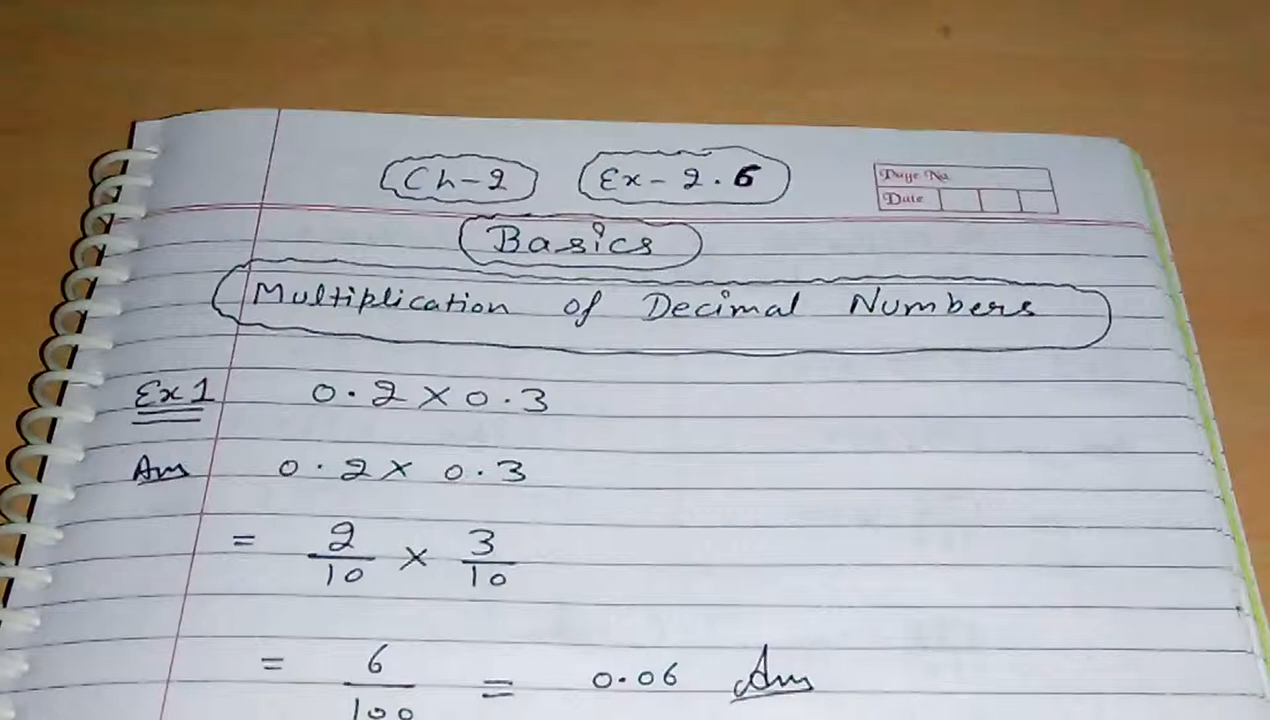 Ch-2 Ex-2.6
Page No.
Date
Basics
Multiplication of Decimal Numbers
Ex 1 0.2 × 0.3
Ans 0.2 × 0.3
= 2/10 × 3/10
= 6/100 = 0.06 Ans